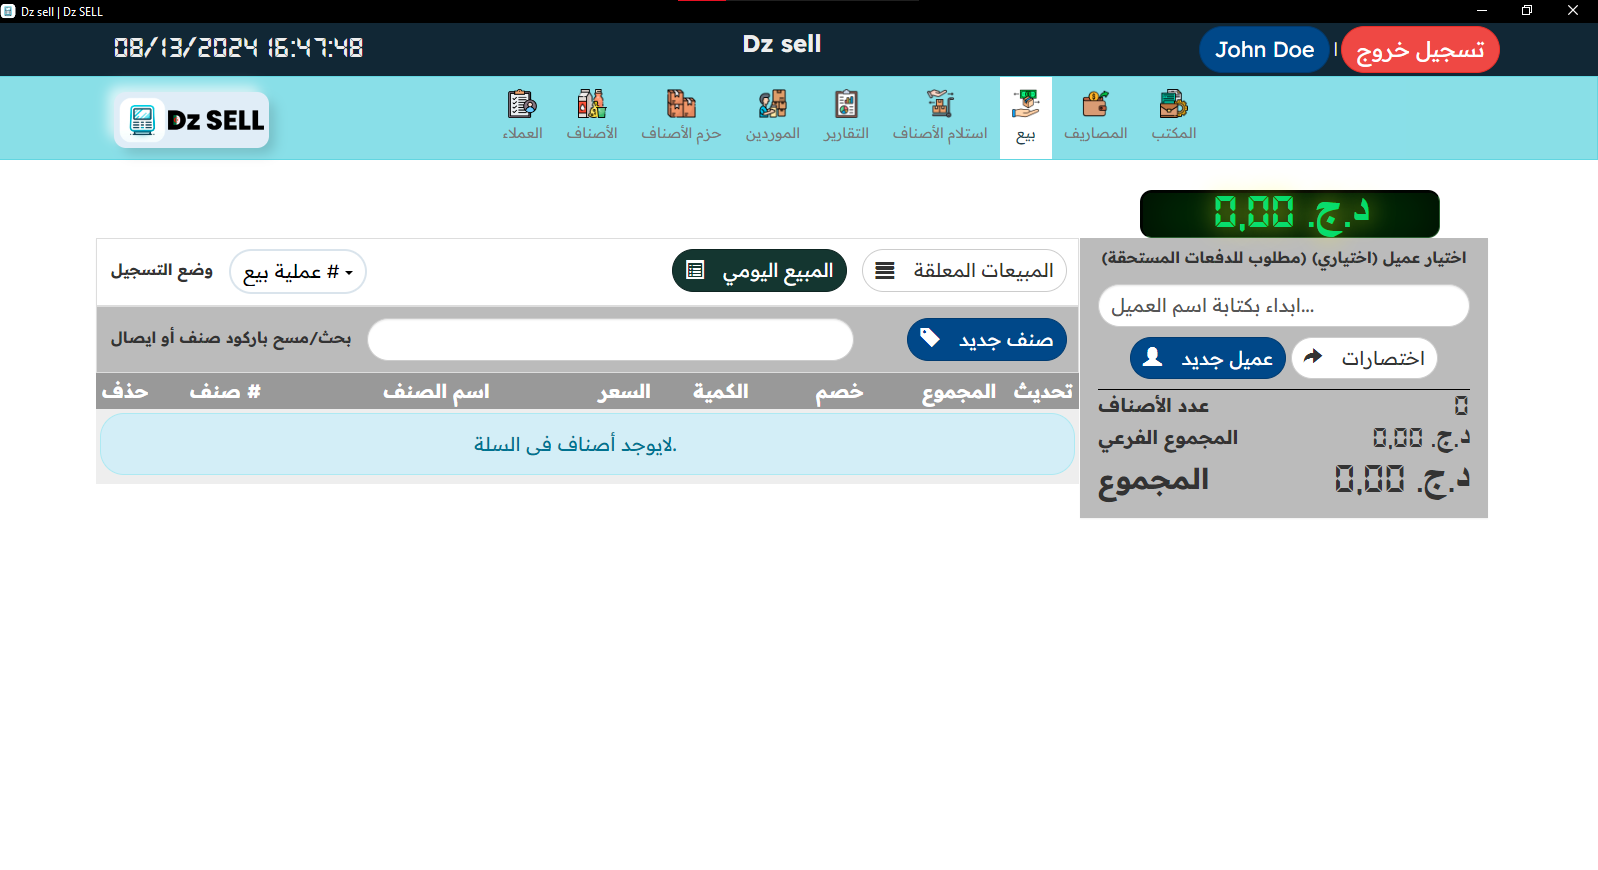 Dz sell | Dz SELL
08/13/2024 16:47:48
Dz sell
John Doe
|
تسجيل خروج
Dz SELL
العملاء
الأصناف
حزم الأصناف
الموردين
التقارير
استلام الأصناف
بيع
المصاريف
المكتب
د.ج. 0,00
وضع التسجيل
# عملية بيع
المبيع اليومي
المبيعات المعلقة
اختيار عميل (اختياري) (مطلوب للدفعات المستحقة)
ابداء بكتابة اسم العميل...
بحث/مسح باركود صنف أو ايصال
صنف جديد
عميل جديد
اختصارات
حذف
# صنف
اسم الصنف
السعر
الكمية
خصم
المجموع
تحديث
لايوجد أصناف فى السلة.
عدد الأصناف
0
المجموع الفرعي
د.ج. 0,00
المجموع
د.ج. 0,00